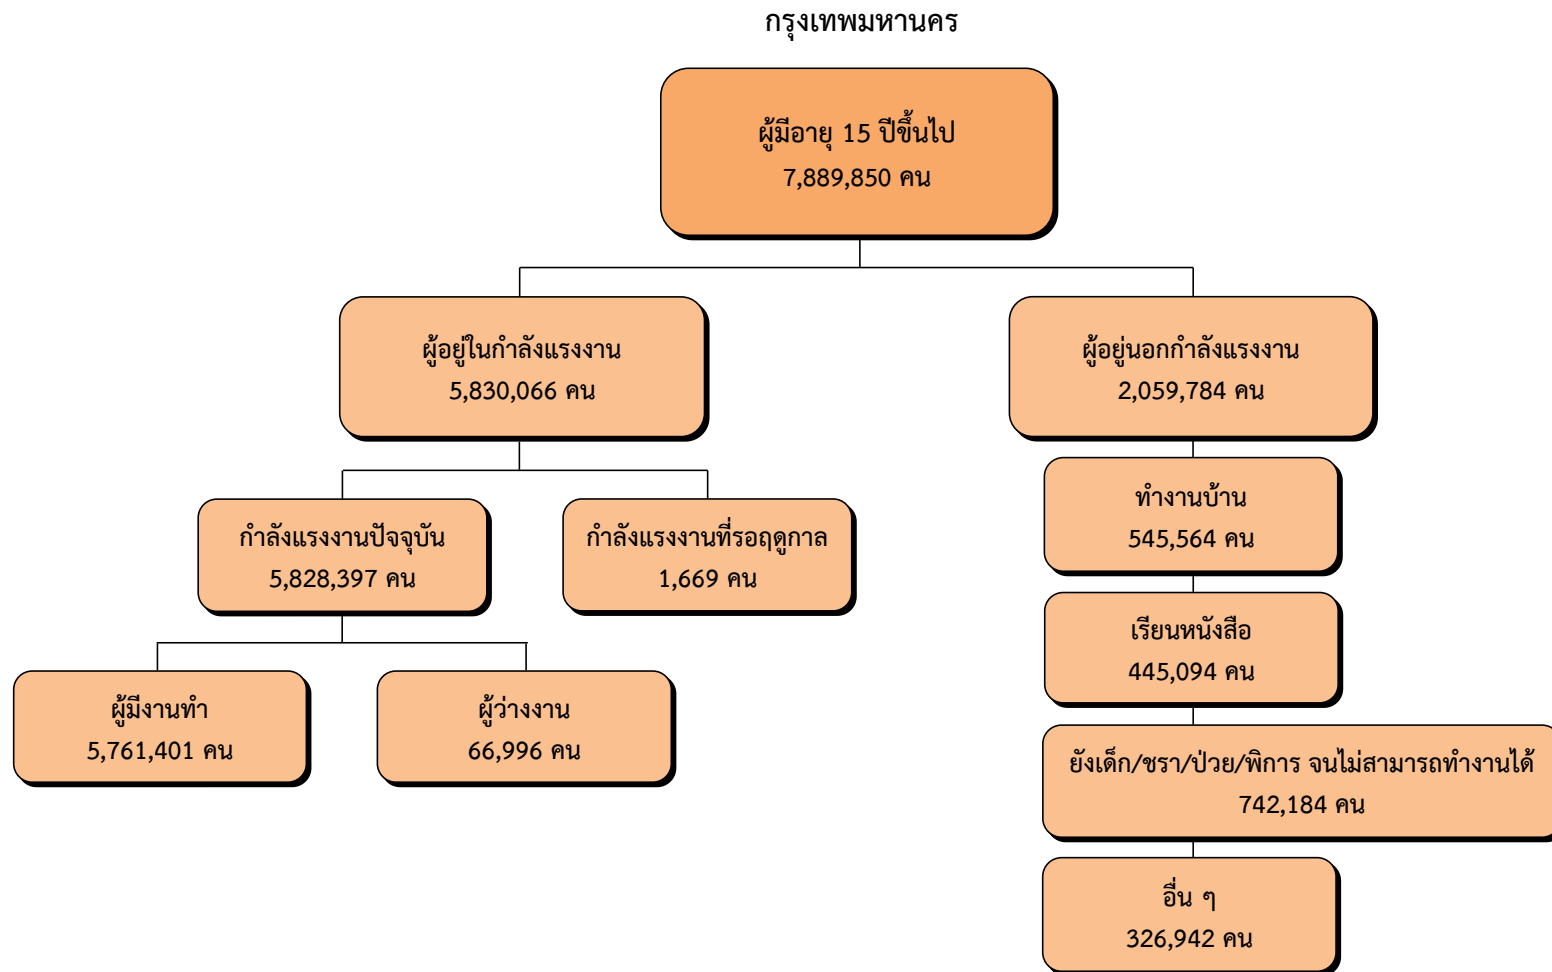 กรุงเทพมหานคร
ผู้มีอายุ 15 ปีขึ้นไป
7,889,850 คน
ผู้อยู่ในกำลังแรงงาน
5,830,066 คน
ผู้อยู่นอกกำลังแรงงาน
2,059,784 คน
กำลังแรงงานปัจจุบัน
5,828,397 คน
กำลังแรงงานที่รอฤดูกาล
1,669 คน
ผู้มีงานทำ
5,761,401 คน
ผู้ว่างงาน
66,996 คน
ทำงานบ้าน
545,564 คน
เรียนหนังสือ
445,094 คน
ยังเด็ก/ชรา/ป่วย/พิการ จนไม่สามารถทำงานได้
742,184 คน
อื่น ๆ
326,942 คน